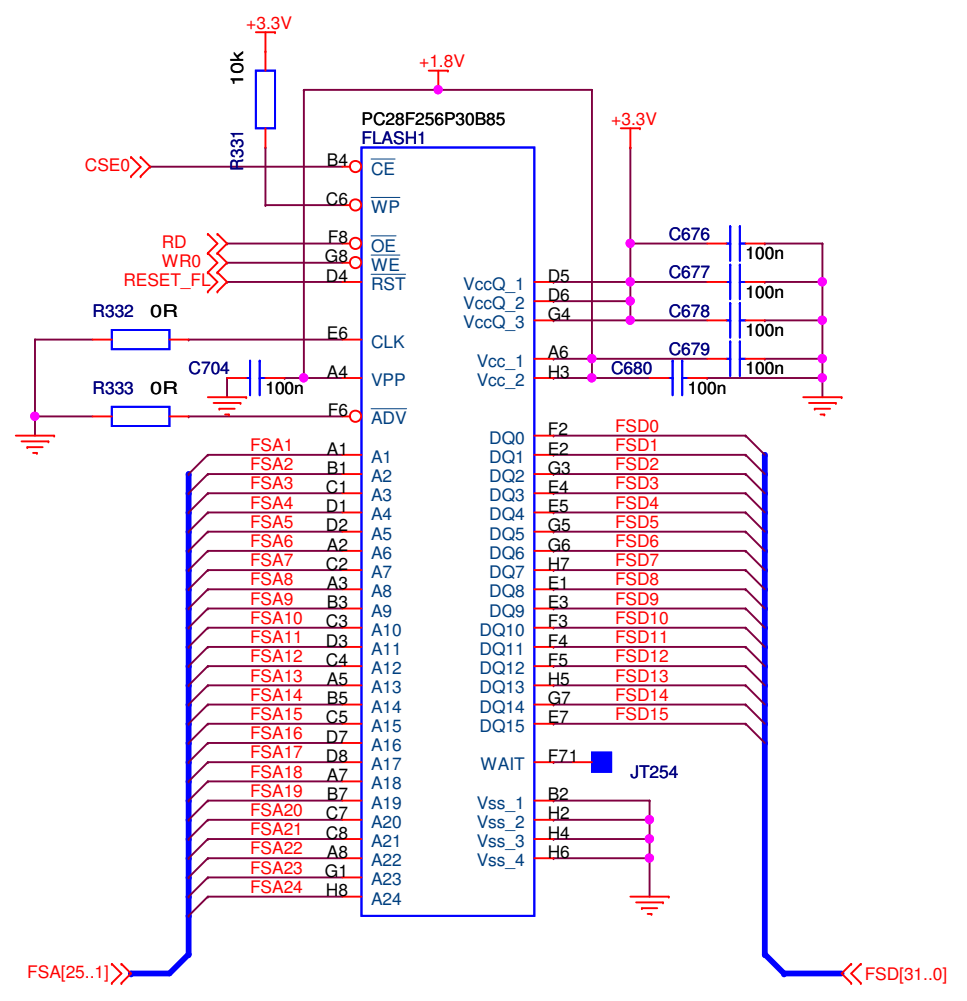 +3.3V
10k
R331
+1.8V
PC28F256P30B85
FLASH1
+3.3V
CSE0
B4
CE
C6
WP
RD
F8
OE
WR0
G8
WE
RESET_FL
D4
RST
R332 0R
E6
CLK
C704
100n
A4
VPP
R333 0R
F6
ADV
VccQ_1
D5
VccQ_2
D6
VccQ_3
G4
Vcc_1
A6
Vcc_2
H3
C676
100n
C677
100n
C678
100n
C679
100n
C680
100n
FSA1 A1 A1
FSA2 B1 A2
FSA3 C1 A3
FSA4 D1 A4
FSA5 D2 A5
FSA6 A2 A6
FSA7 C2 A7
FSA8 A3 A8
FSA9 B3 A9
FSA10 C3 A10
FSA11 D3 A11
FSA12 C4 A12
FSA13 A5 A13
FSA14 B5 A14
FSA15 C5 A15
FSA16 D7 A16
FSA17 D8 A17
FSA18 A7 A18
FSA19 B7 A19
FSA20 C7 A20
FSA21 C8 A21
FSA22 A8 A22
FSA23 G1 A23
FSA24 H8 A24
DQ0 F2 FSD0
DQ1 E2 FSD1
DQ2 G3 FSD2
DQ3 E4 FSD3
DQ4 E5 FSD4
DQ5 G5 FSD5
DQ6 G6 FSD6
DQ7 H7 FSD7
DQ8 E1 FSD8
DQ9 E3 FSD9
DQ10 F3 FSD10
DQ11 F4 FSD11
DQ12 F5 FSD12
DQ13 H5 FSD13
DQ14 G7 FSD14
DQ15 E7 FSD15
WAIT F71
JT254
Vss_1 B2
Vss_2 H2
Vss_3 H4
Vss_4 H6
FSA[25..1]
FSD[31..0]